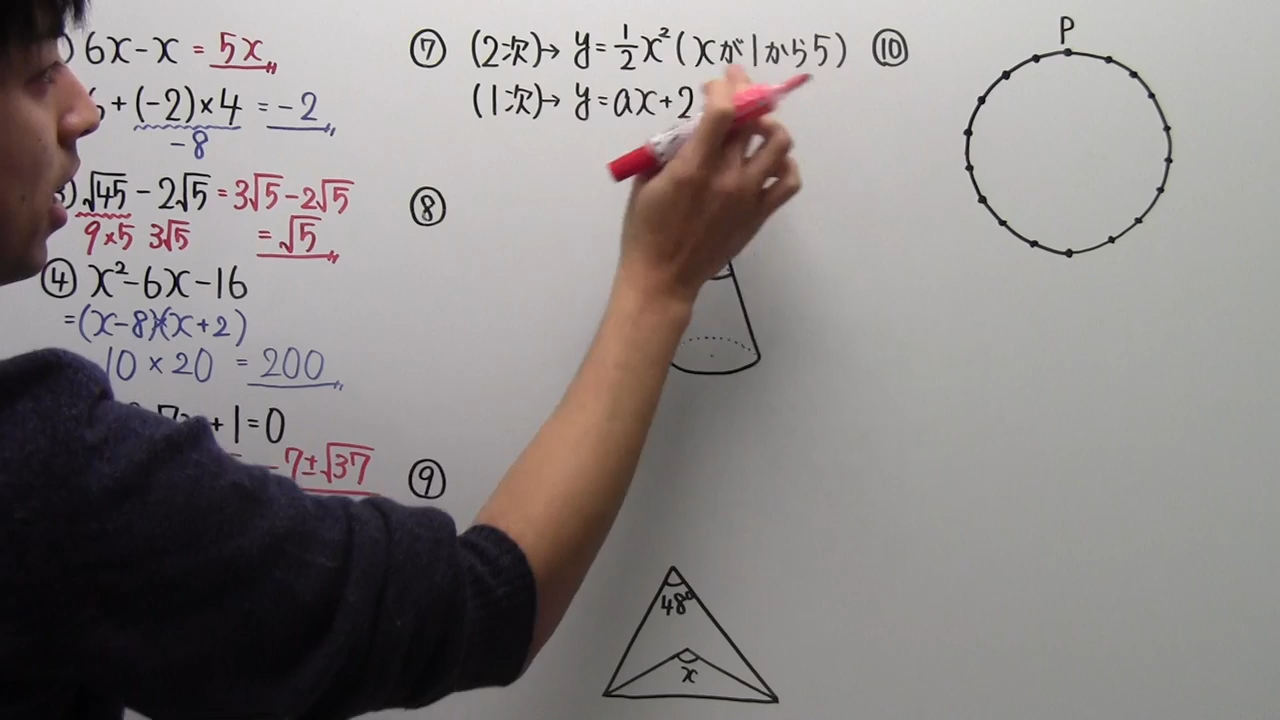 ) 6x-x = 5x
+(-2)×4 = -2
-8
) √45 - 2√5 = 3√5-2√5
9×5 3√5 = √5
④ x²-6x-16
=(x-8)(x+2)
10×20 = 200
+1=0
-7±√37
⑦ (2次)→ y=½x² (xが1から5)
(1次)→ y=ax+2
⑧
⑨
48°
x
⑩
P